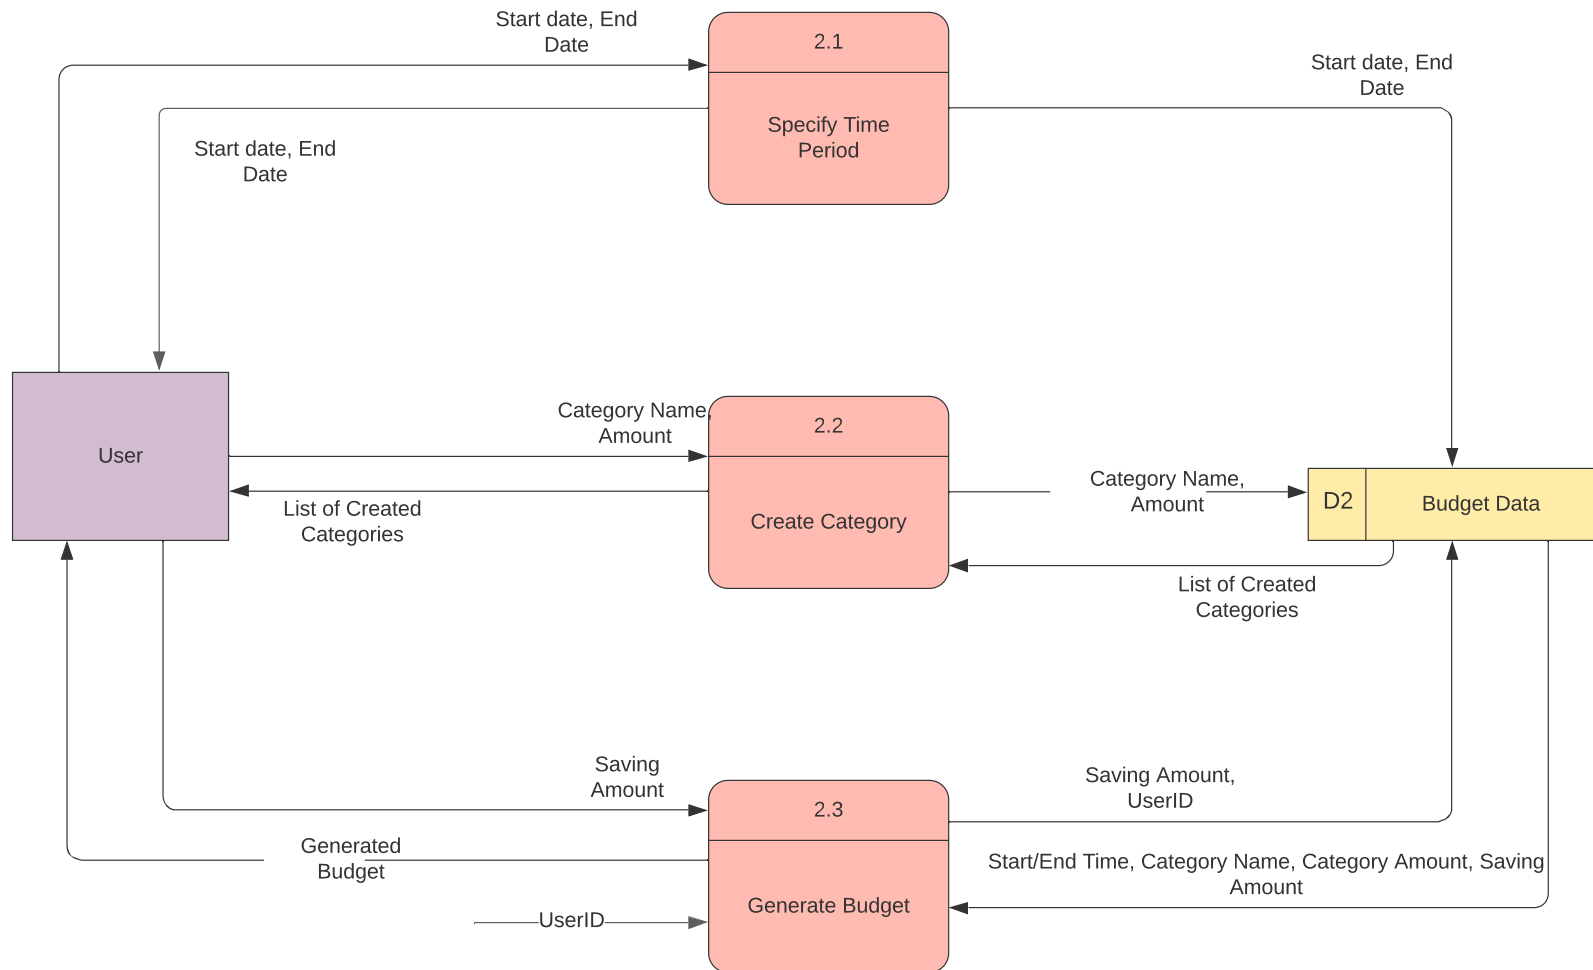 Start date, End
Date
2.1
Specify Time
Period
Start date, End
Date
Start date, End
Date
User
Category Name,
Amount
2.2
Create Category
List of Created
Categories
Category Name,
Amount
D2
Budget Data
List of Created
Categories
Saving
Amount
2.3
Generate Budget
Saving Amount,
UserID
Generated
Budget
Start/End Time, Category Name, Category Amount, Saving
Amount
UserID